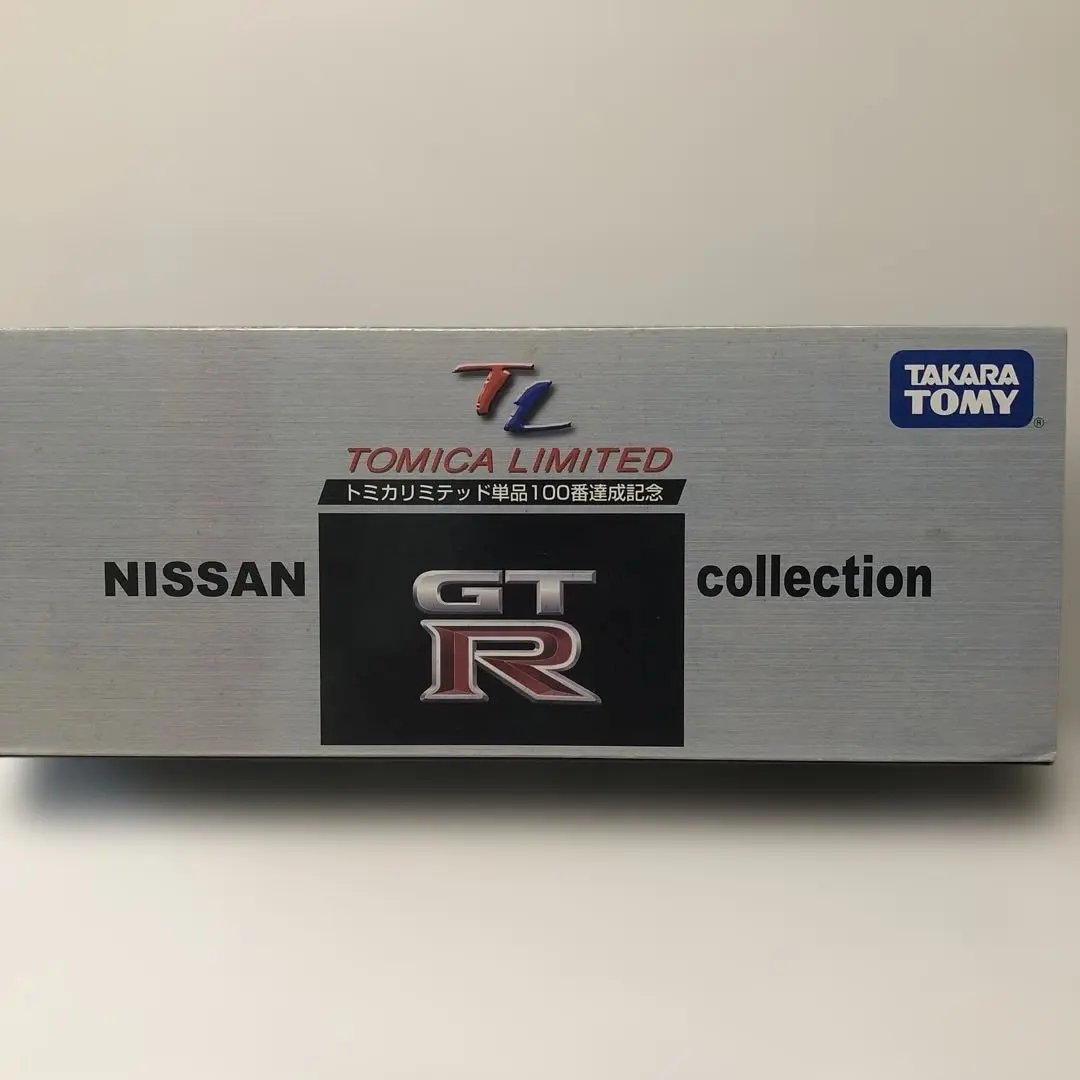 TL
TAKARA
TOMY
®
TOMICA LIMITED
トミカリミテッド単品100番達成記念
NISSAN
GT
R
collection